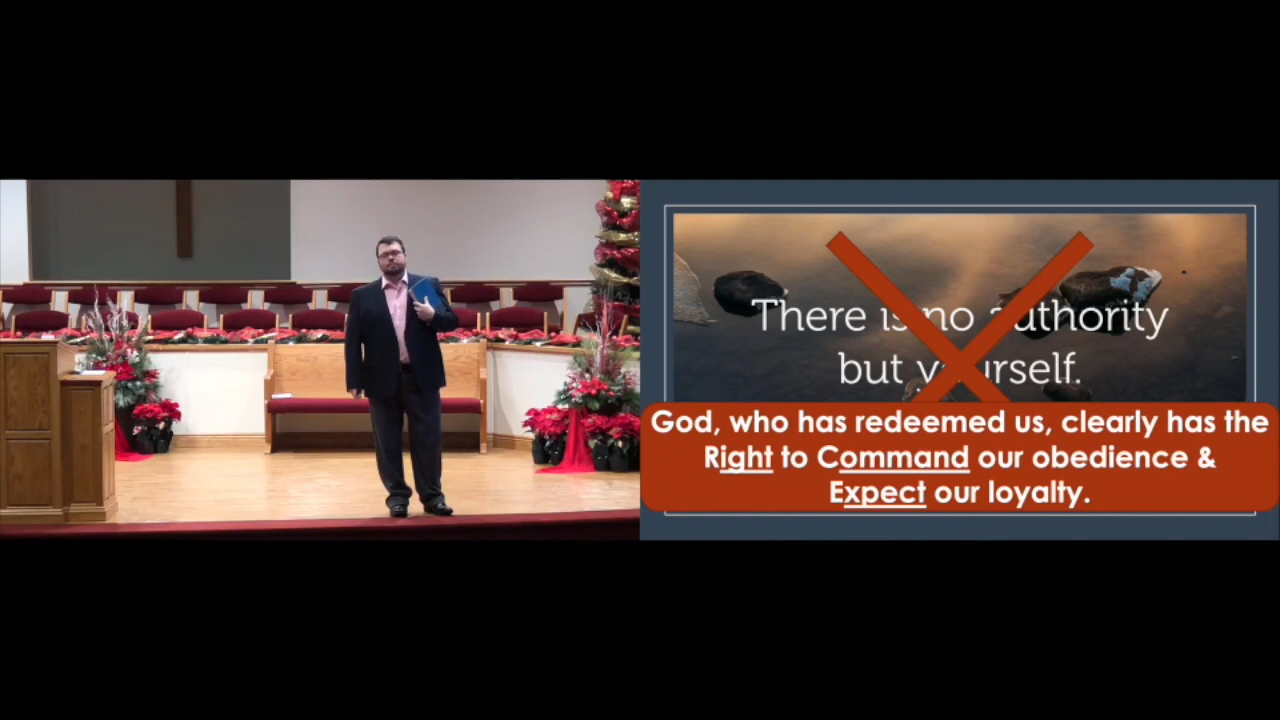 There is no authority
but yourself.
God, who has redeemed us, clearly has the
Right to Command our obedience &
Expect our loyalty.